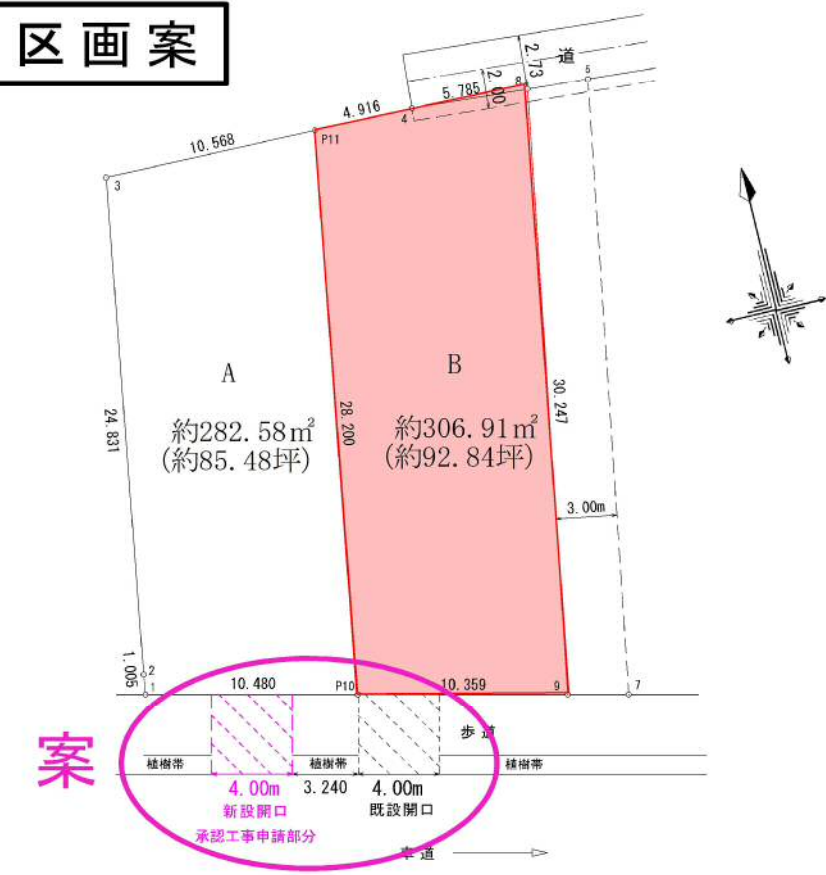 区画案
2.73
道
2.00
8
5
5.785
4
4.916
P11
10.568
3
A
約282.58㎡
(約85.48坪)
B
約306.91㎡
(約92.84坪)
24.831
28.200
30.247
3.00m
1.005
2
1
10.480
P10
10.359
9
7
歩道
案
植樹帯
植樹帯
植樹帯
4.00m
3.240
4.00m
新設開口
既設開口
承認工事申請部分
車道